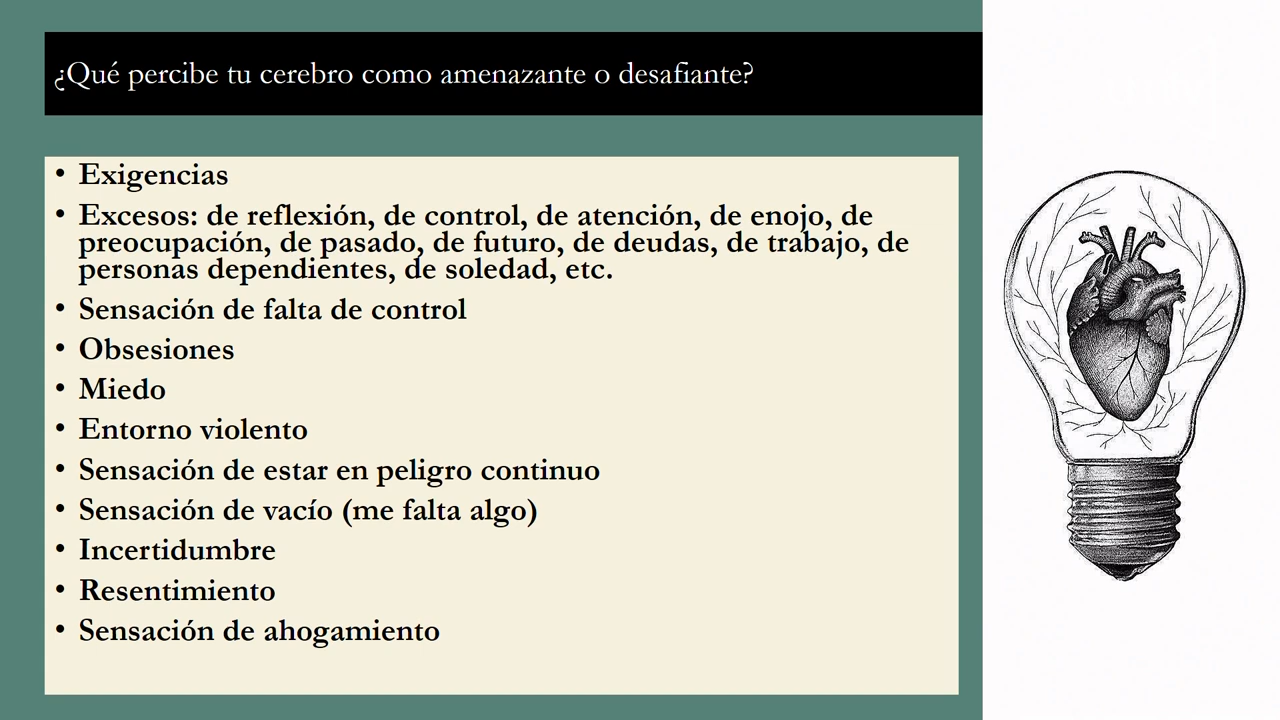 ¿Qué percibe tu cerebro como amenazante o desafiante?
• Exigencias
• Excesos: de reflexión, de control, de atención, de enojo, de
preocupación, de pasado, de futuro, de deudas, de trabajo, de
personas dependientes, de soledad, etc.
• Sensación de falta de control
• Obsesiones
• Miedo
• Entorno violento
• Sensación de estar en peligro continuo
• Sensación de vacío (me falta algo)
• Incertidumbre
• Resentimiento
• Sensación de ahogamiento